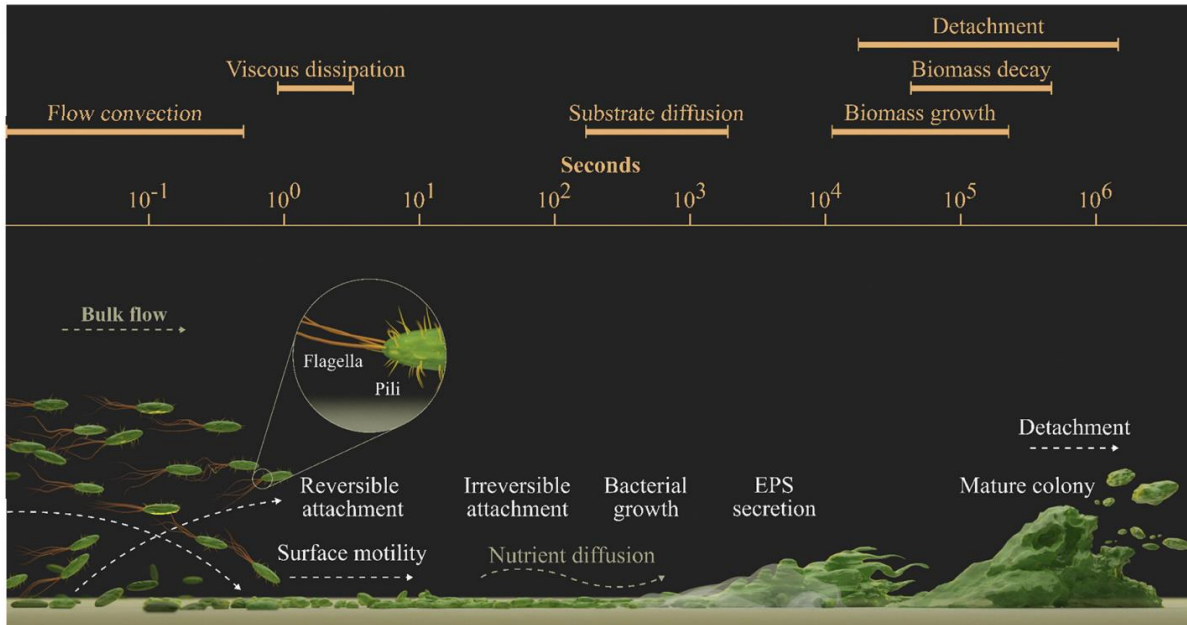 Detachment
Viscous dissipation
Biomass decay
Flow convection
Substrate diffusion
Biomass growth
Seconds
10⁻¹
10⁰
10¹
10²
10³
10⁴
10⁵
10⁶
Bulk flow
Flagella
Pili
Detachment
Reversible
attachment
Irreversible
attachment
Bacterial
growth
EPS
secretion
Mature colony
Surface motility
Nutrient diffusion